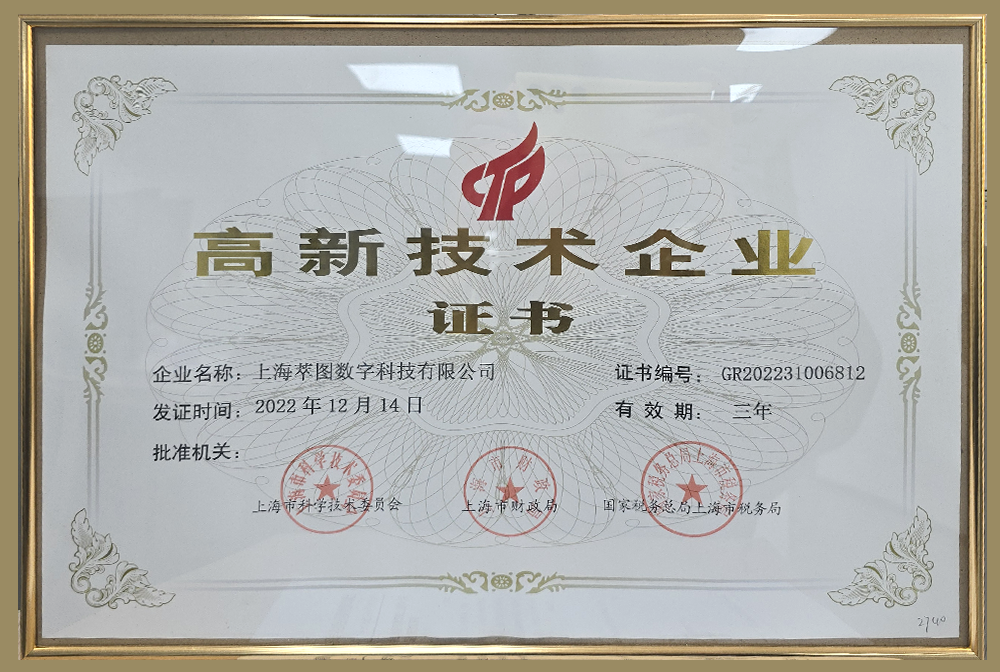 高新技术企业
证书
企业名称：上海萃图数字科技有限公司
证书编号：GR202231006812
发证时间：2022年12月14日
有效期：三年
批准机关：
上海市科学技术委员会
上海市财政局
国家税务总局上海市税务局
2740